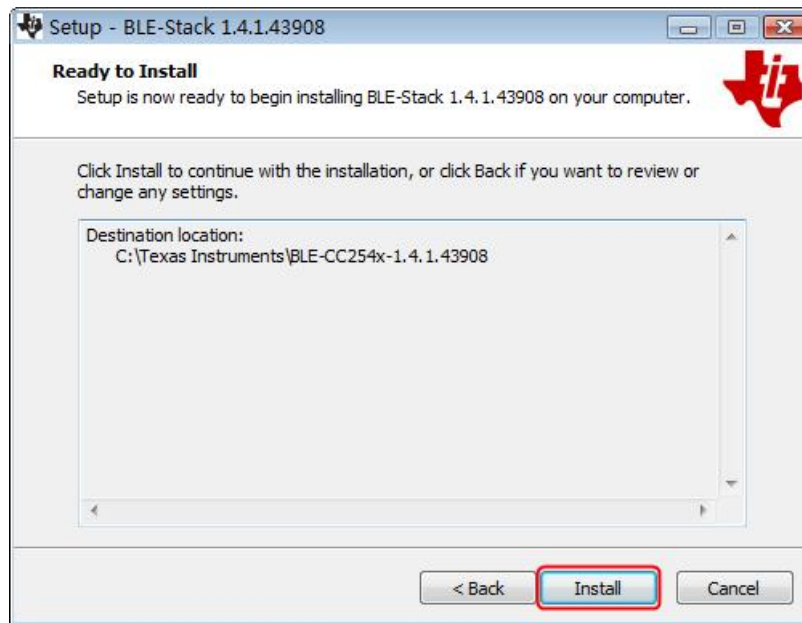 Setup - BLE-Stack 1.4.1.43908
Ready to Install
Setup is now ready to begin installing BLE-Stack 1.4.1.43908 on your computer.
Click Install to continue with the installation, or click Back if you want to review or
change any settings.
Destination location:
C:\Texas Instruments\BLE-CC254x-1.4.1.43908
< Back
Install
Cancel